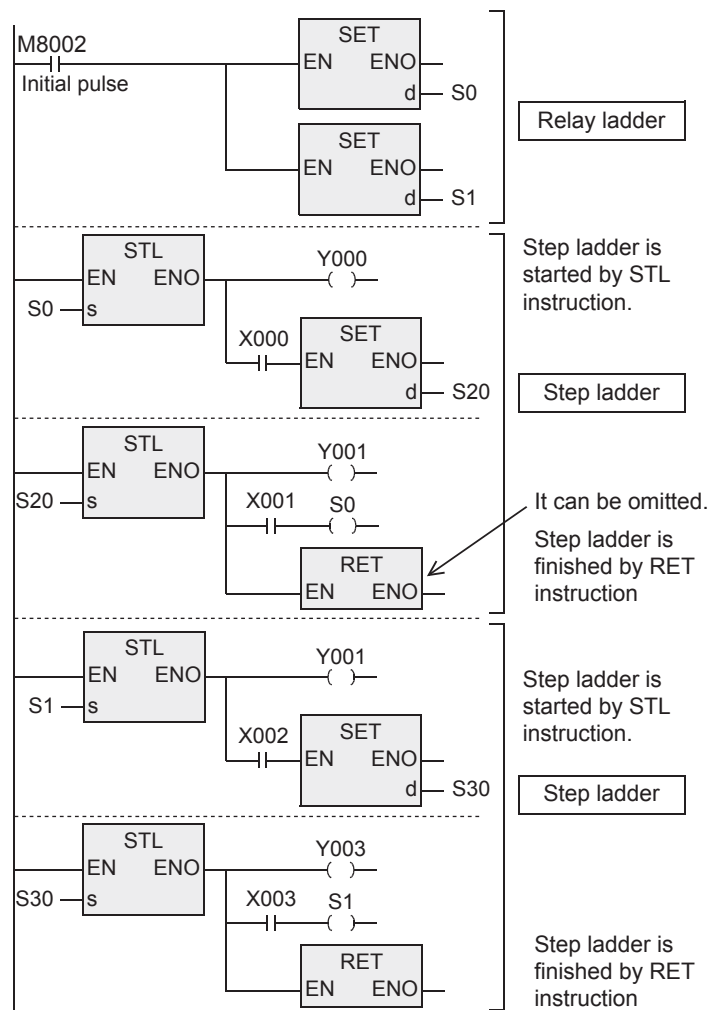 M8002
Initial pulse
SET
EN ENO
d S0
SET
EN ENO
d S1
Relay ladder
STL
EN ENO
S0 s
Y000
X000
SET
EN ENO
d S20
Step ladder is
started by STL
instruction.
Step ladder
STL
EN ENO
S20 s
Y001
X001 S0
RET
EN ENO
It can be omitted.
Step ladder is
finished by RET
instruction
STL
EN ENO
S1 s
Y001
X002
SET
EN ENO
d S30
Step ladder is
started by STL
instruction.
Step ladder
STL
EN ENO
S30 s
Y003
X003 S1
RET
EN ENO
Step ladder is
finished by RET
instruction